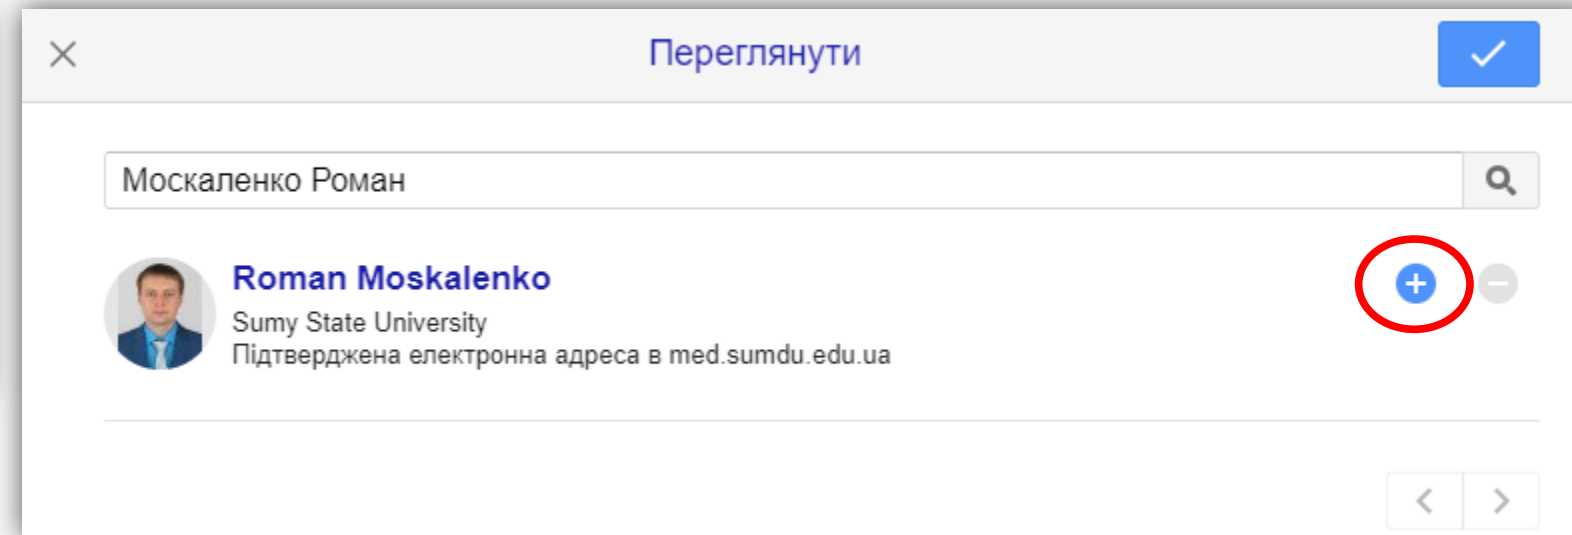 Переглянути
Москаленко Роман
Roman Moskalenko
Sumy State University
Підтверджена електронна адреса в med.sumdu.edu.ua